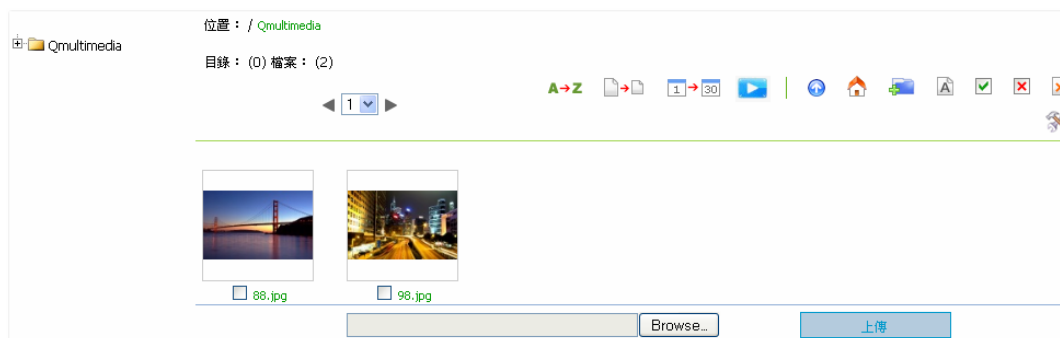 位置： / Qmultimedia
Qmultimedia
目錄： (0) 檔案： (2)
A→Z 1→30 A
1
88.jpg 98.jpg
Browse... 上傳